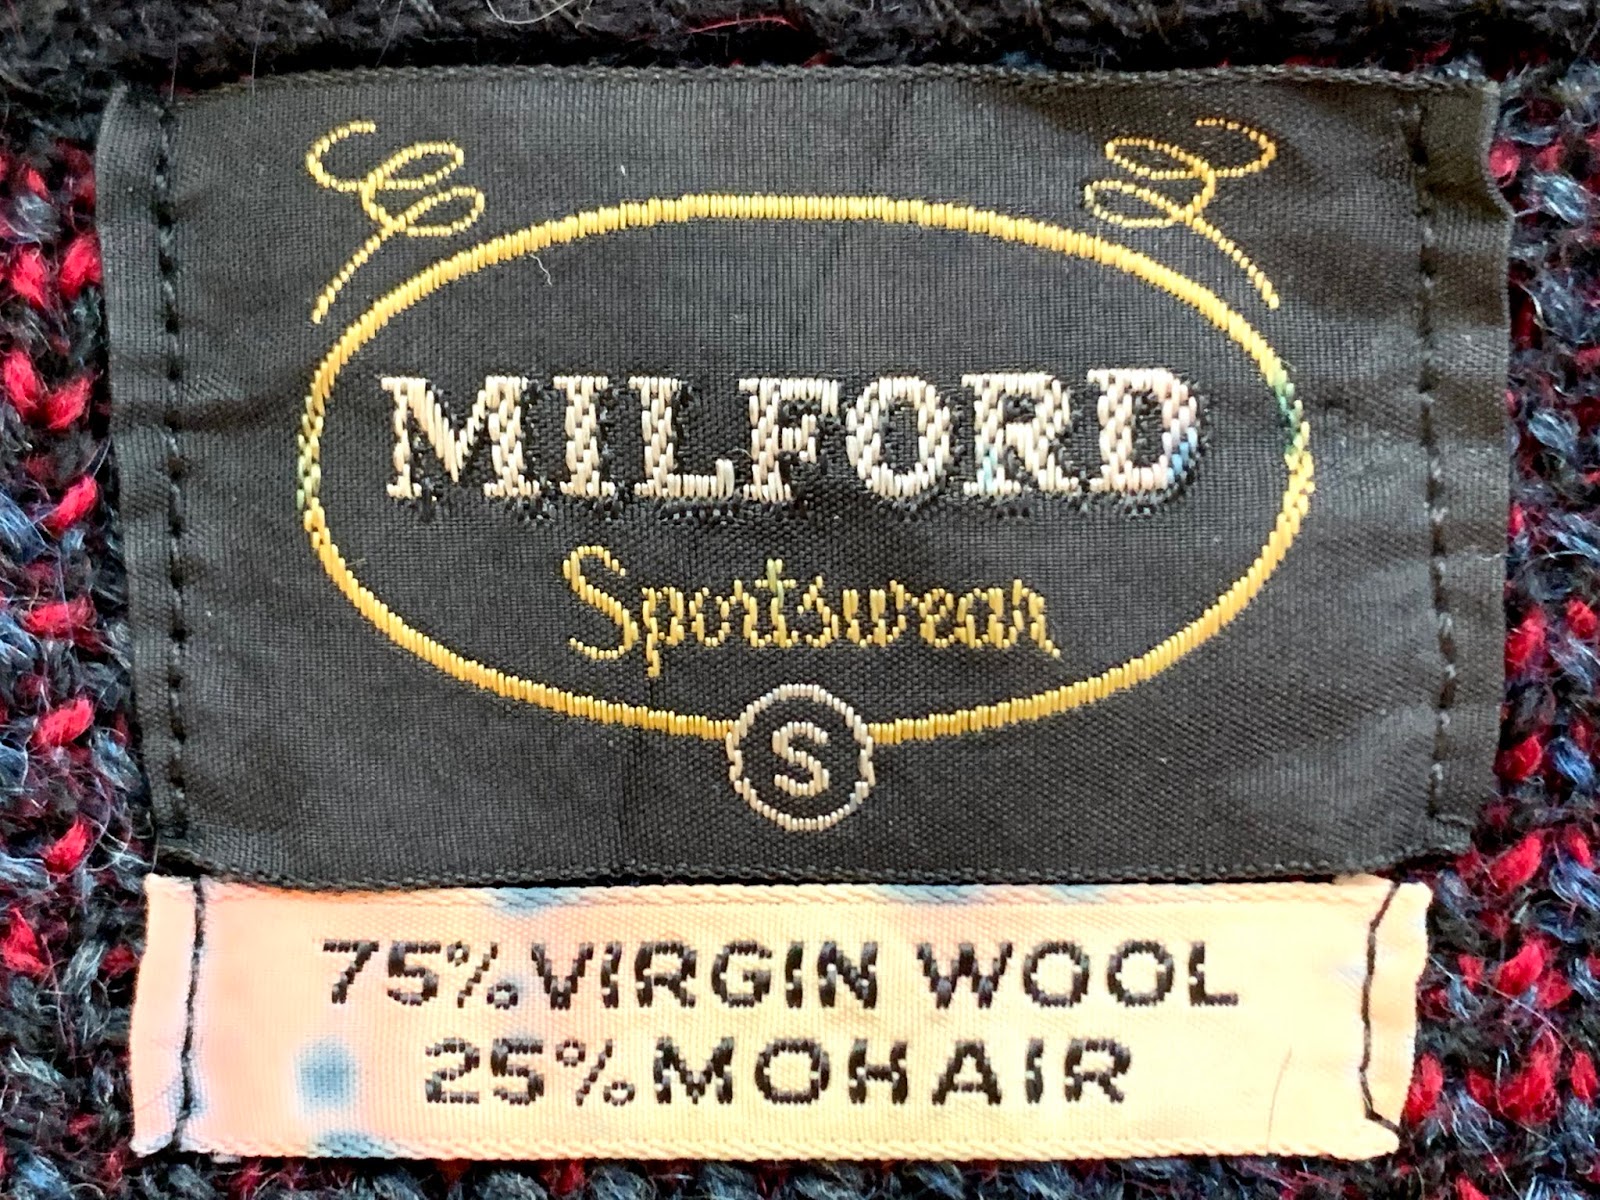 MILFORD
Sportswear
S
75% VIRGIN WOOL
25% MOHAIR